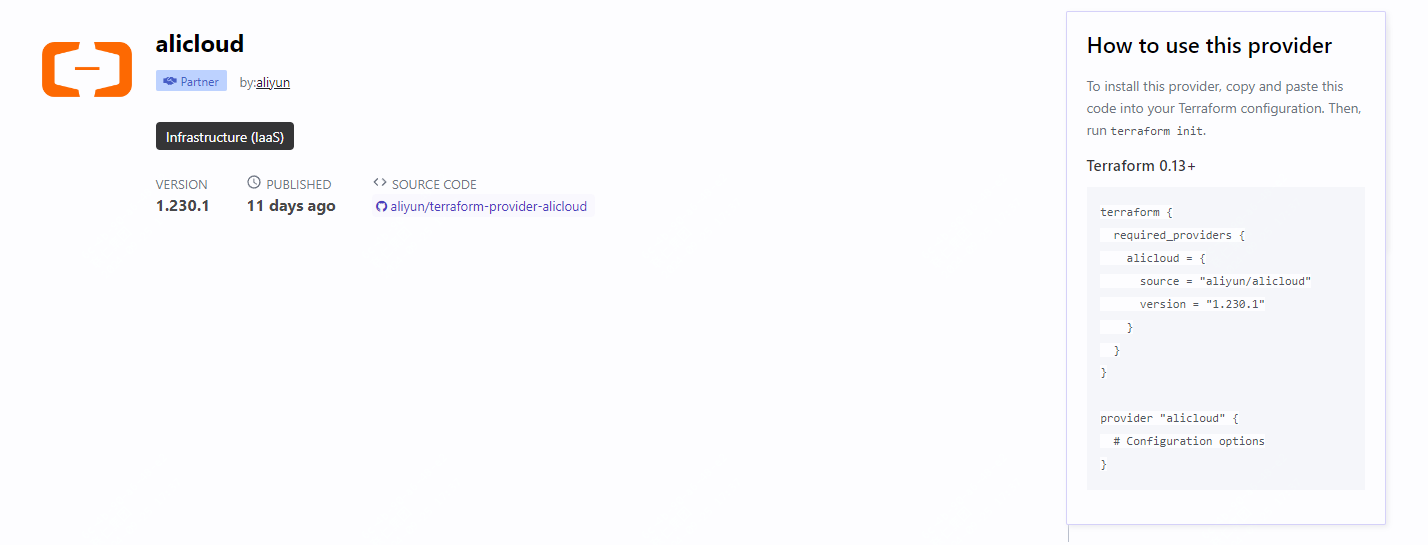 alicloud
Partner by:aliyun
Infrastructure (IaaS)
VERSION
1.230.1
PUBLISHED
11 days ago
SOURCE CODE
aliyun/terraform-provider-alicloud
How to use this provider
To install this provider, copy and paste this
code into your Terraform configuration. Then,
run terraform init.
Terraform 0.13+
terraform {
  required_providers {
    alicloud = {
      source = "aliyun/alicloud"
      version = "1.230.1"
    }
  }
}

provider "alicloud" {
  # Configuration options
}